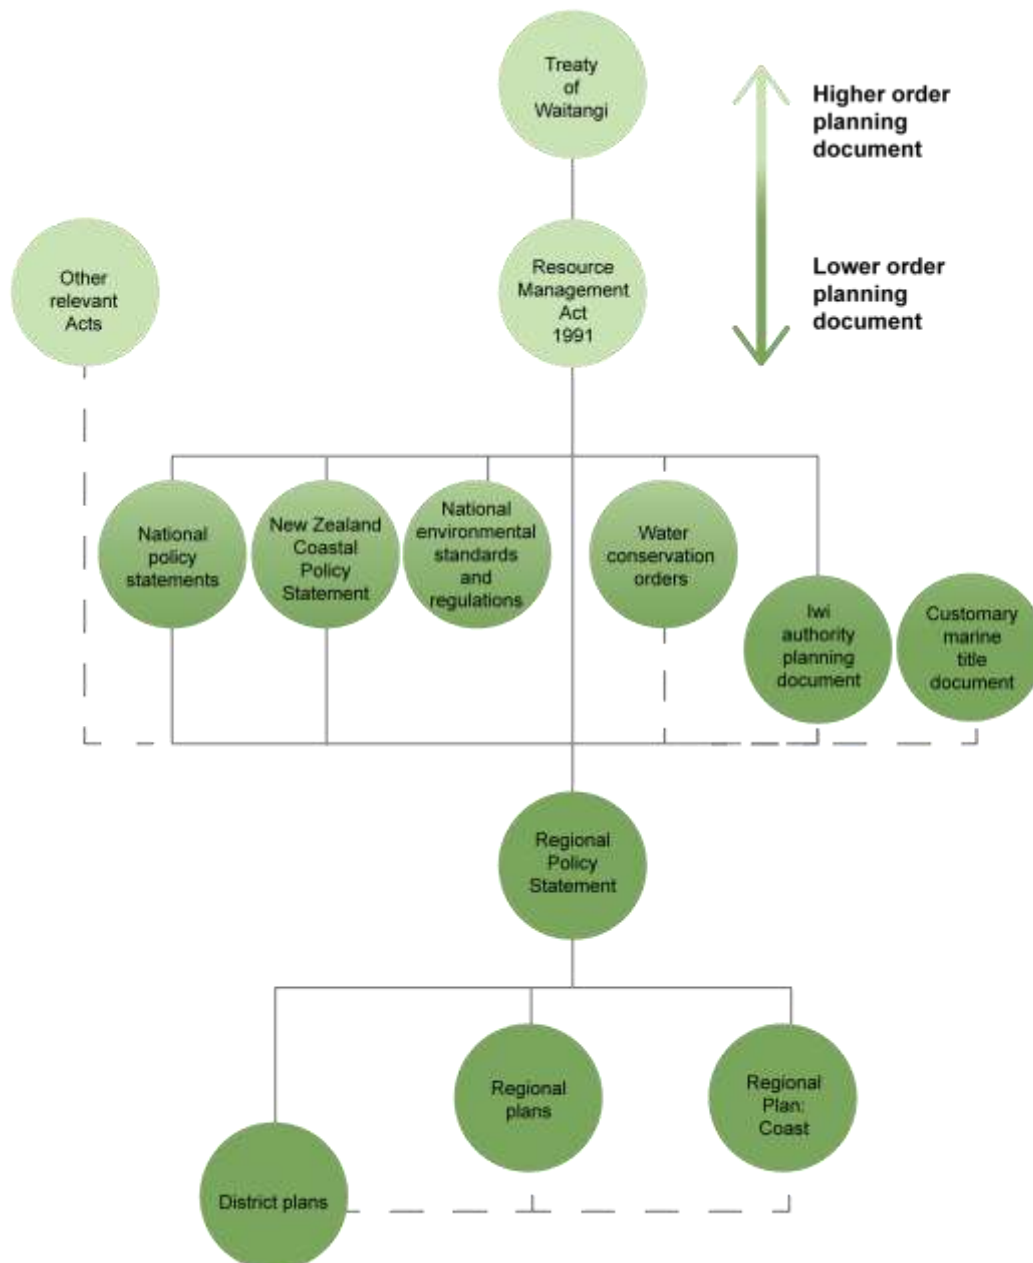 Treaty
of
Waitangi
Higher order
planning
document
Other
relevant
Acts
Resource
Management
Act
1991
Lower order
planning
document
National
policy
statements
New Zealand
Coastal
Policy
Statement
National
environmental
standards
and
regulations
Water
conservation
orders
Iwi
authority
planning
document
Customary
marine
title
document
Regional
Policy
Statement
District plans
Regional
plans
Regional
Plan:
Coast